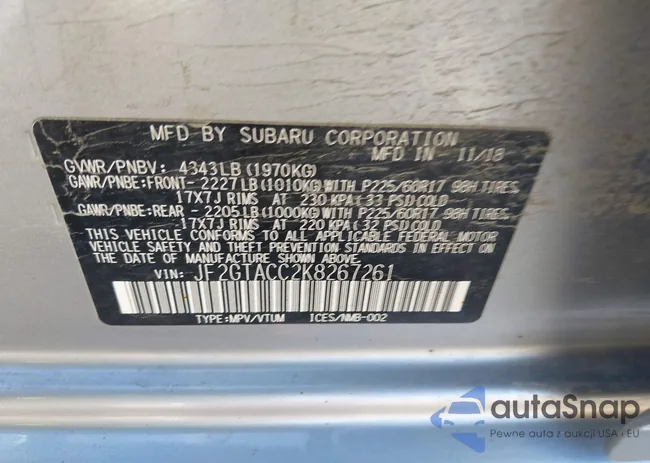 MFD BY SUBARU CORPORATION
MFD IN 11/18
GVWR/PNBV: 4343LB (1970KG)
GAWR/PNBE:FRONT-2227LB(1010KG)WITH P225/60R17 98H TIRES,
17X7J RIMS AT 230 KPA(33 PSI)COLD
GAWR/PNBE:REAR -2205LB(1000KG)WITH P225/60R17 98H TIRES,
17X7J RIMS AT 220 KPA(32 PSI)COLD
THIS VEHICLE CONFORMS TO ALL APPLICABLE FEDERAL MOTOR
VEHICLE SAFETY AND THEFT PREVENTION STANDARDS IN EFFECT ON
THE DATE OF MANUFACTURE SHOWN ABOVE.
VIN: JF2GTACC2K8267261
TYPE:MPV/VTUM ICES/NMB-002
autoSnap
Pewne auta z aukcji USA i EU